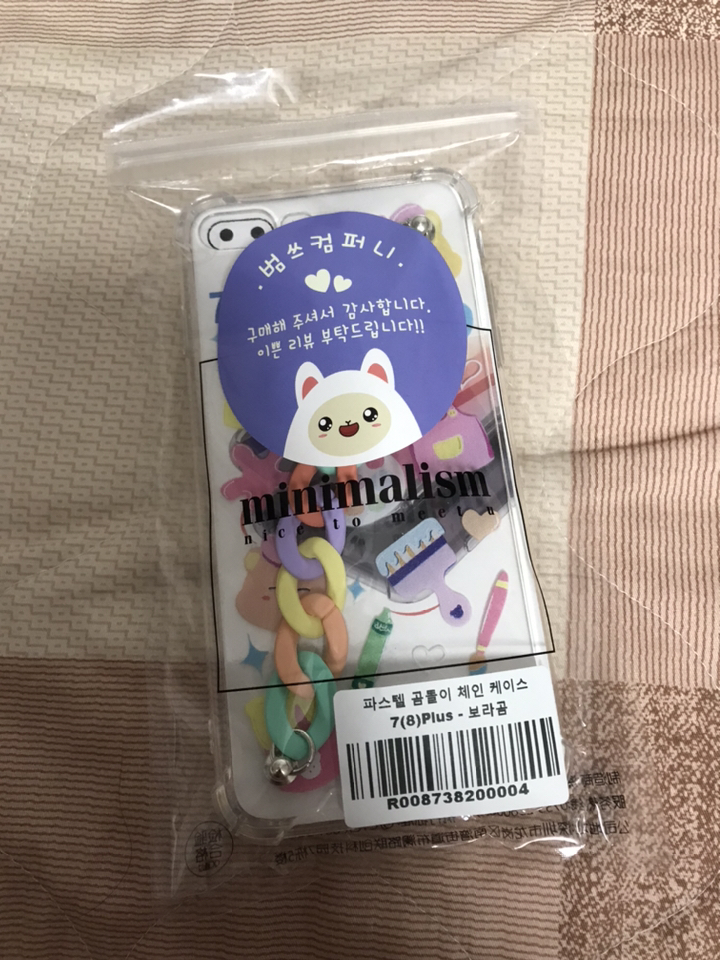 ·범쓰컴퍼니·
구매해 주셔서 감사합니다.
이쁜 리뷰 부탁드립니다!!
minimalism
nice to meet u
파스텔 곰돌이 체인 케이스
7(8)Plus - 보라곰
R008738200004